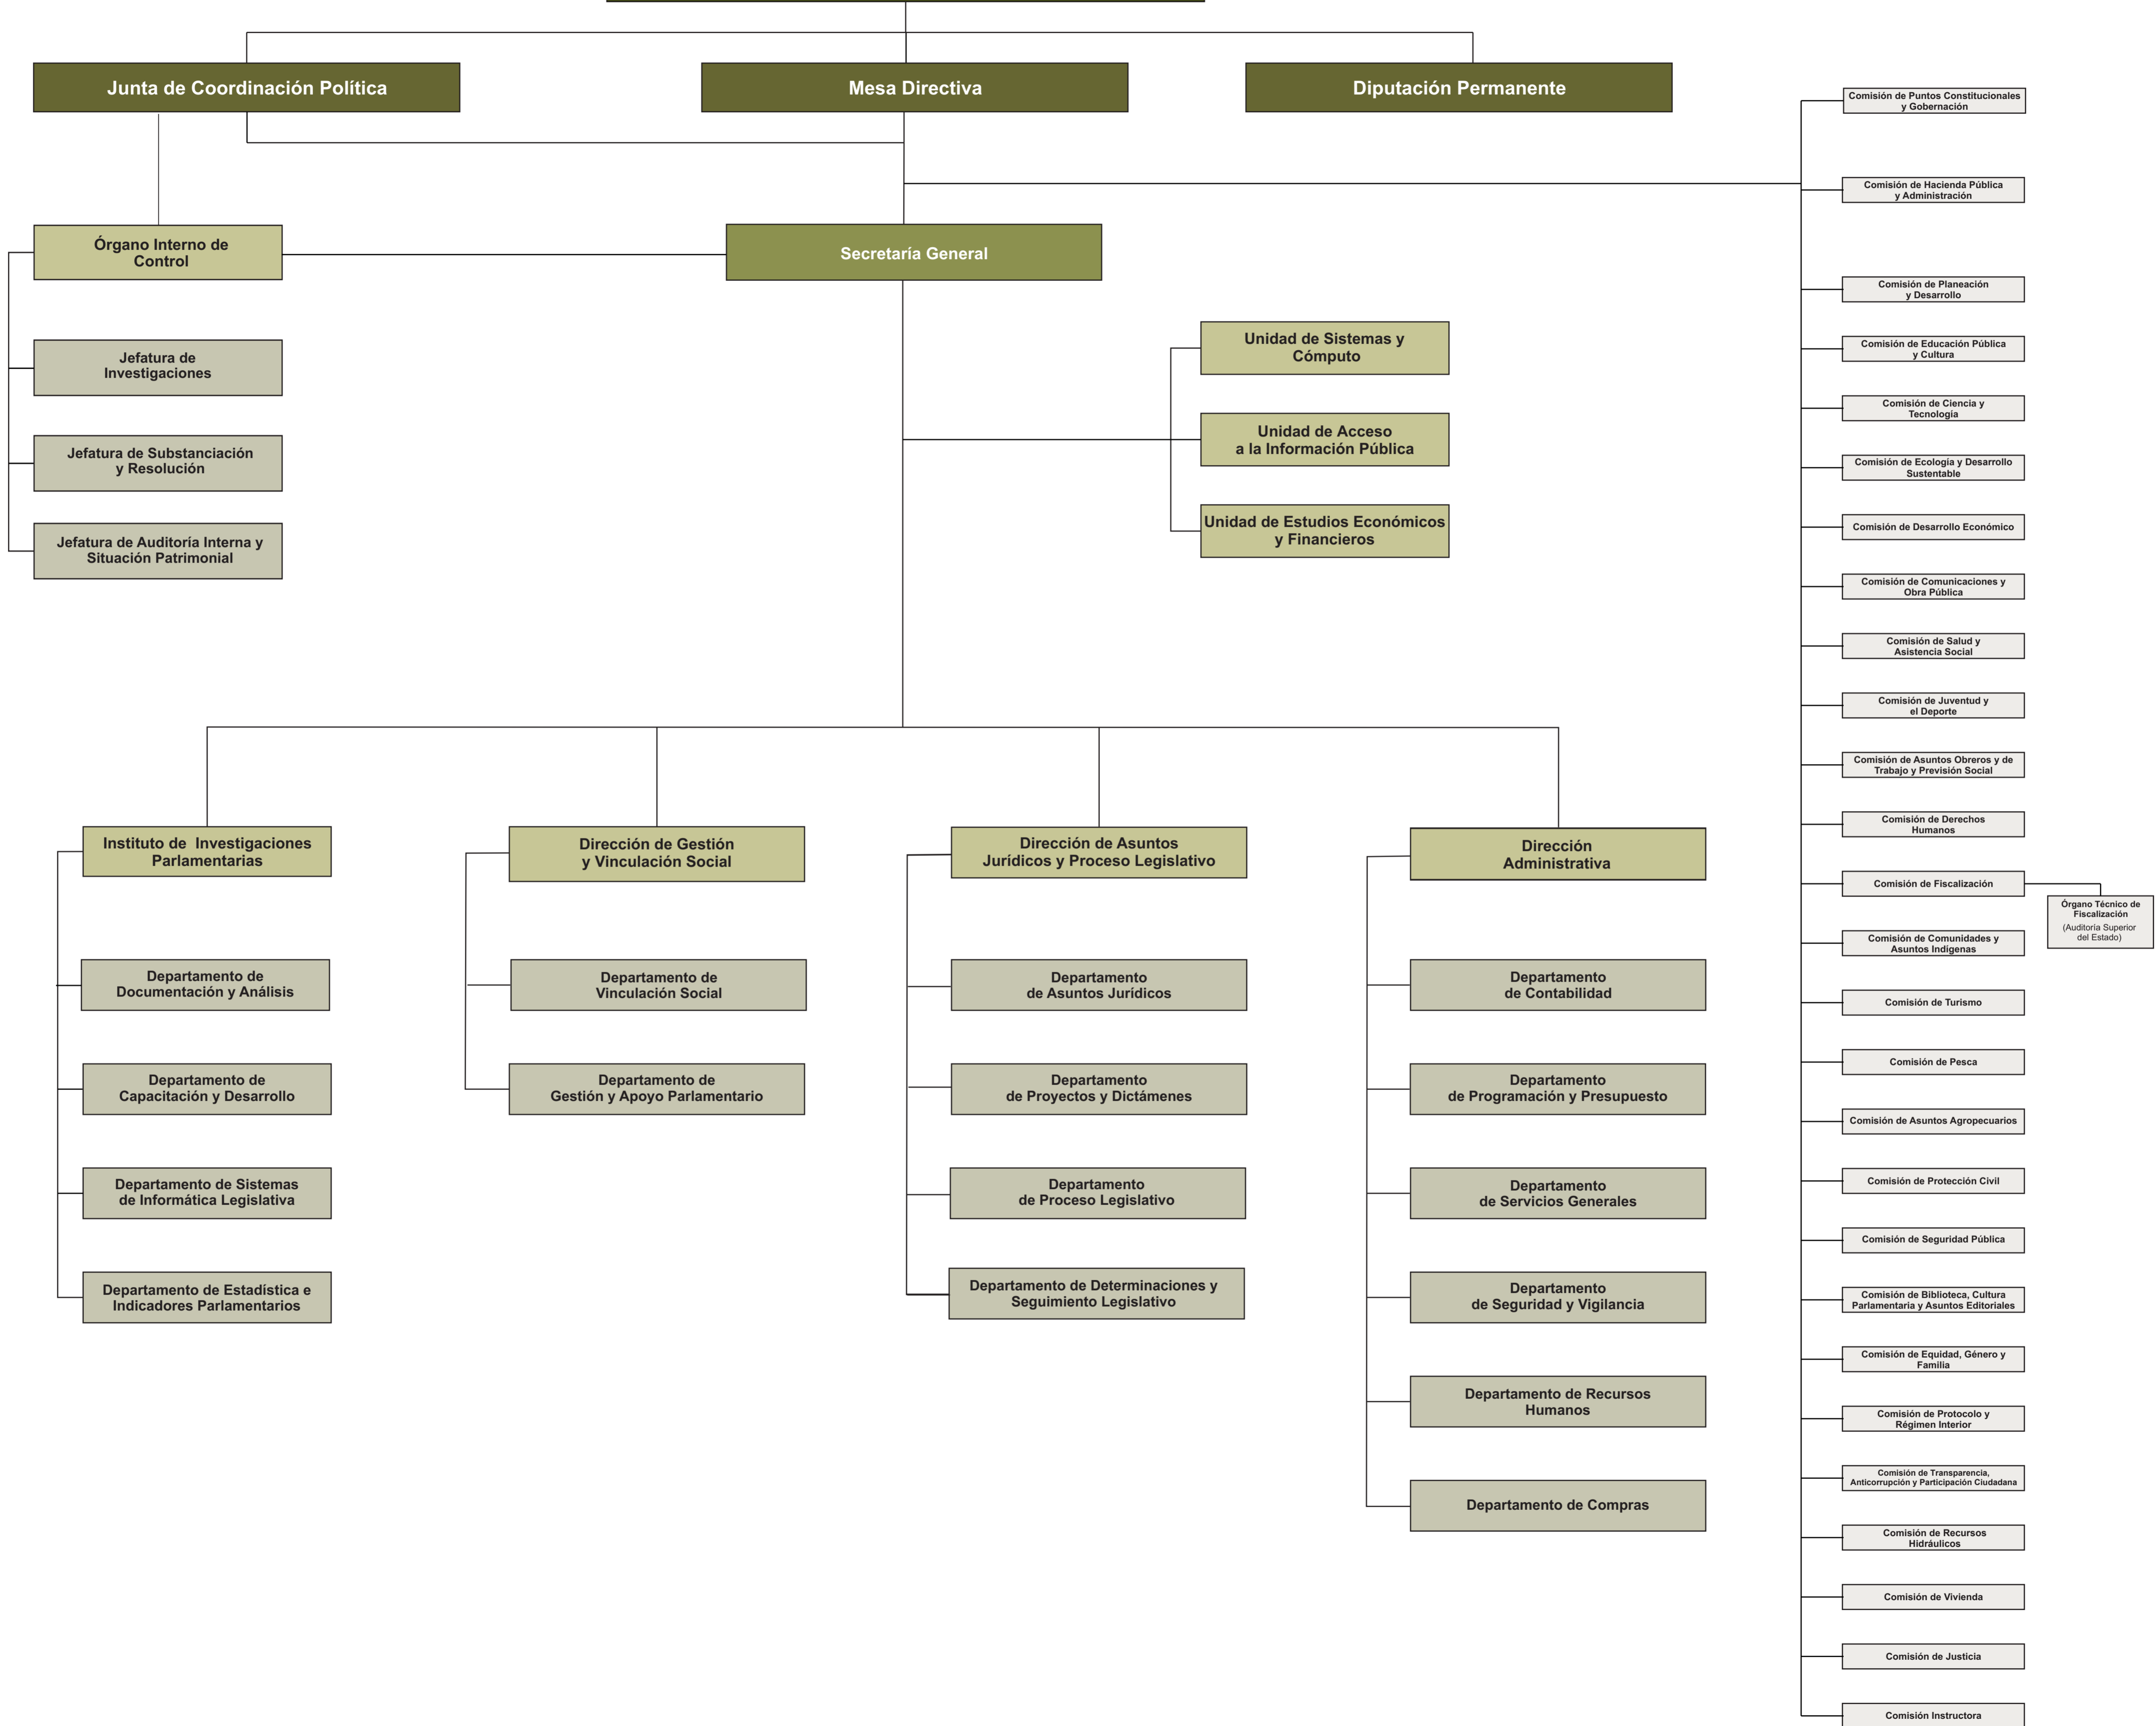 Junta de Coordinación Política
Mesa Directiva
Diputación Permanente
Órgano Interno de
Control
Secretaría General
Jefatura de
Investigaciones
Jefatura de Substanciación
y Resolución
Jefatura de Auditoría Interna y
Situación Patrimonial
Unidad de Sistemas y
Cómputo
Unidad de Acceso
a la Información Pública
Unidad de Estudios Económicos
y Financieros
Instituto de  Investigaciones
Parlamentarias
Departamento de
Documentación y Análisis
Departamento de
Capacitación y Desarrollo
Departamento de Sistemas
de Informática Legislativa
Departamento de Estadística e
Indicadores Parlamentarios
Dirección de Gestión
y Vinculación Social
Departamento de
Vinculación Social
Departamento de
Gestión y Apoyo Parlamentario
Dirección de Asuntos
Jurídicos y Proceso Legislativo
Departamento
de Asuntos Jurídicos
Departamento
de Proyectos y Dictámenes
Departamento
de Proceso Legislativo
Departamento de Determinaciones y
Seguimiento Legislativo
Dirección
Administrativa
Departamento
de Contabilidad
Departamento
de Programación y Presupuesto
Departamento
de Servicios Generales
Departamento
de Seguridad y Vigilancia
Departamento de Recursos
Humanos
Departamento de Compras
Comisión de Puntos Constitucionales
y Gobernación
Comisión de Hacienda Pública
y Administración
Comisión de Planeación
y Desarrollo
Comisión de Educación Pública
y Cultura
Comisión de Ciencia y
Tecnología
Comisión de Ecología y Desarrollo
Sustentable
Comisión de Desarrollo Económico
Comisión de Comunicaciones y
Obra Pública
Comisión de Salud y
Asistencia Social
Comisión de Juventud y
el Deporte
Comisión de Asuntos Obreros y de
Trabajo y Previsión Social
Comisión de Derechos
Humanos
Comisión de Fiscalización
Órgano Técnico de
Fiscalización
(Auditoría Superior
del Estado)
Comisión de Comunidades y
Asuntos Indígenas
Comisión de Turismo
Comisión de Pesca
Comisión de Asuntos Agropecuarios
Comisión de Protección Civil
Comisión de Seguridad Pública
Comisión de Biblioteca, Cultura
Parlamentaria y Asuntos Editoriales
Comisión de Equidad, Género y
Familia
Comisión de Protocolo y
Régimen Interior
Comisión de Transparencia,
Anticorrupción y Participación Ciudadana
Comisión de Recursos
Hidráulicos
Comisión de Vivienda
Comisión de Justicia
Comisión Instructora